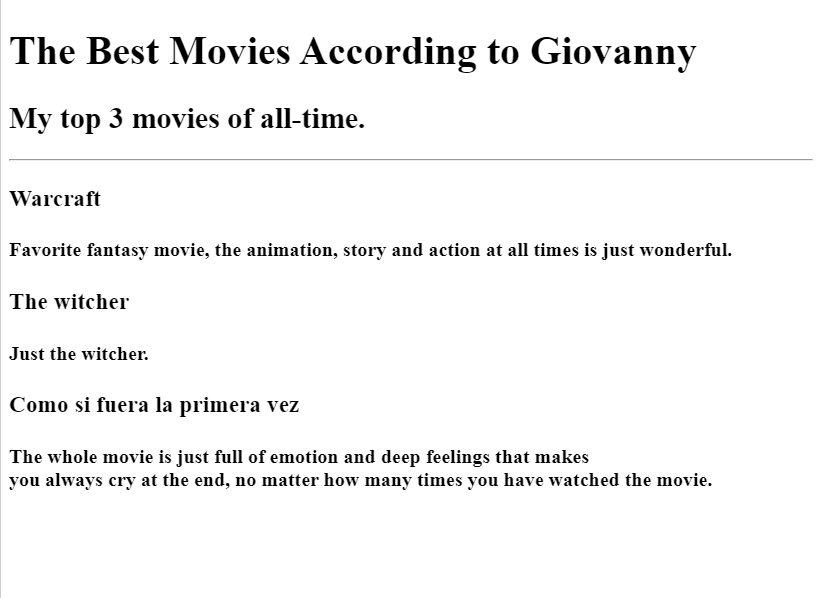 The Best Movies According to Giovanny
My top 3 movies of all-time.
Warcraft
Favorite fantasy movie, the animation, story and action at all times is just wonderful.
The witcher
Just the witcher.
Como si fuera la primera vez
The whole movie is just full of emotion and deep feelings that makes
you always cry at the end, no matter how many times you have watched the movie.